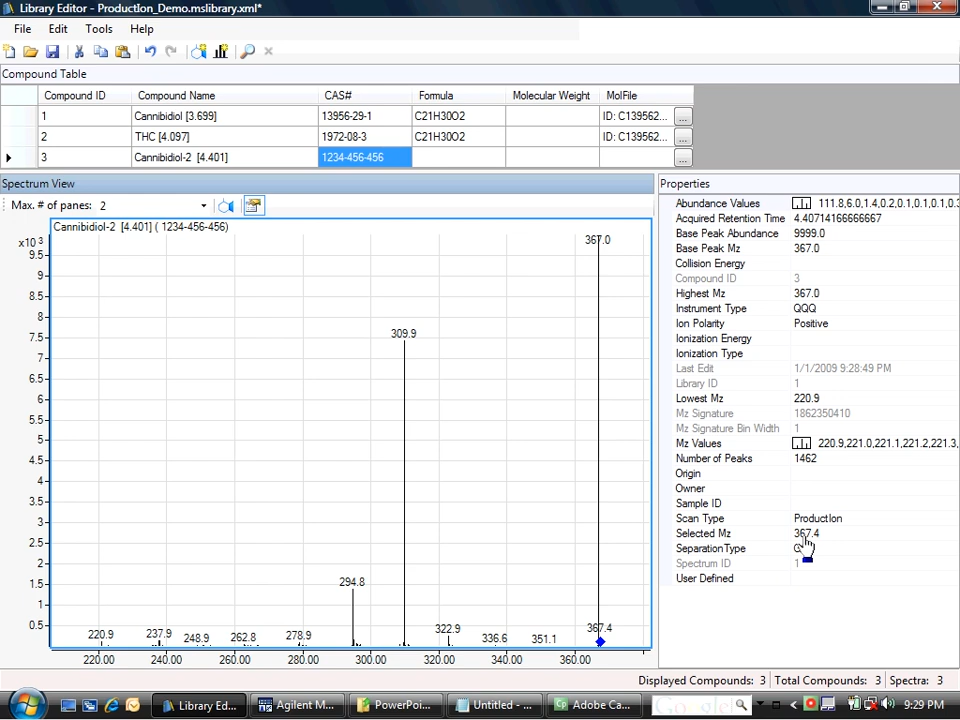 Library Editor - ProductIon_Demo.mslibrary.xml*
File Edit Tools Help
Compound Table
Compound ID Compound Name CAS# Formula Molecular Weight MolFile
1 Cannibidiol [3.699] 13956-29-1 C21H30O2 ID: C139562... ...
2 THC [4.097] 1972-08-3 C21H30O2 ID: C139562... ...
3 Cannibidiol-2 [4.401] 1234-456-456 ...
Spectrum View
Max. # of panes: 2
Cannibidiol-2 [4.401] ( 1234-456-456)
x10 3
9.5
9
8.5
8
7.5
7
6.5
6
5.5
5
4.5
4
3.5
3
2.5
2
1.5
1
0.5
367.0
309.9
294.8
220.9 237.9 248.9 262.8 278.9 322.9 336.6 351.1 367.4
220.00 240.00 260.00 280.00 300.00 320.00 340.00 360.00
Properties
Abundance Values 111.8,6.0,1.4,0.2,0.1,0.1,0.1,0.3
Acquired Retention Time 4.40714166666667
Base Peak Abundance 9999.0
Base Peak Mz 367.0
Collision Energy
Compound ID 3
Highest Mz 367.0
Instrument Type QQQ
Ion Polarity Positive
Ionization Energy
Ionization Type
Last Edit 1/1/2009 9:28:49 PM
Library ID 1
Lowest Mz 220.9
Mz Signature 1862350410
Mz Signature Bin Width 1
Mz Values 220.9,221.0,221.1,221.2,221.3,
Number of Peaks 1462
Origin
Owner
Sample ID
Scan Type ProductIon
Selected Mz 367.4
SeparationType
Spectrum ID 1
User Defined
Displayed Compounds: 3 Total Compounds: 3 Spectra: 3
Library Ed... Agilent M... PowerPoi... Untitled - ... Adobe Ca... Google 9:29 PM